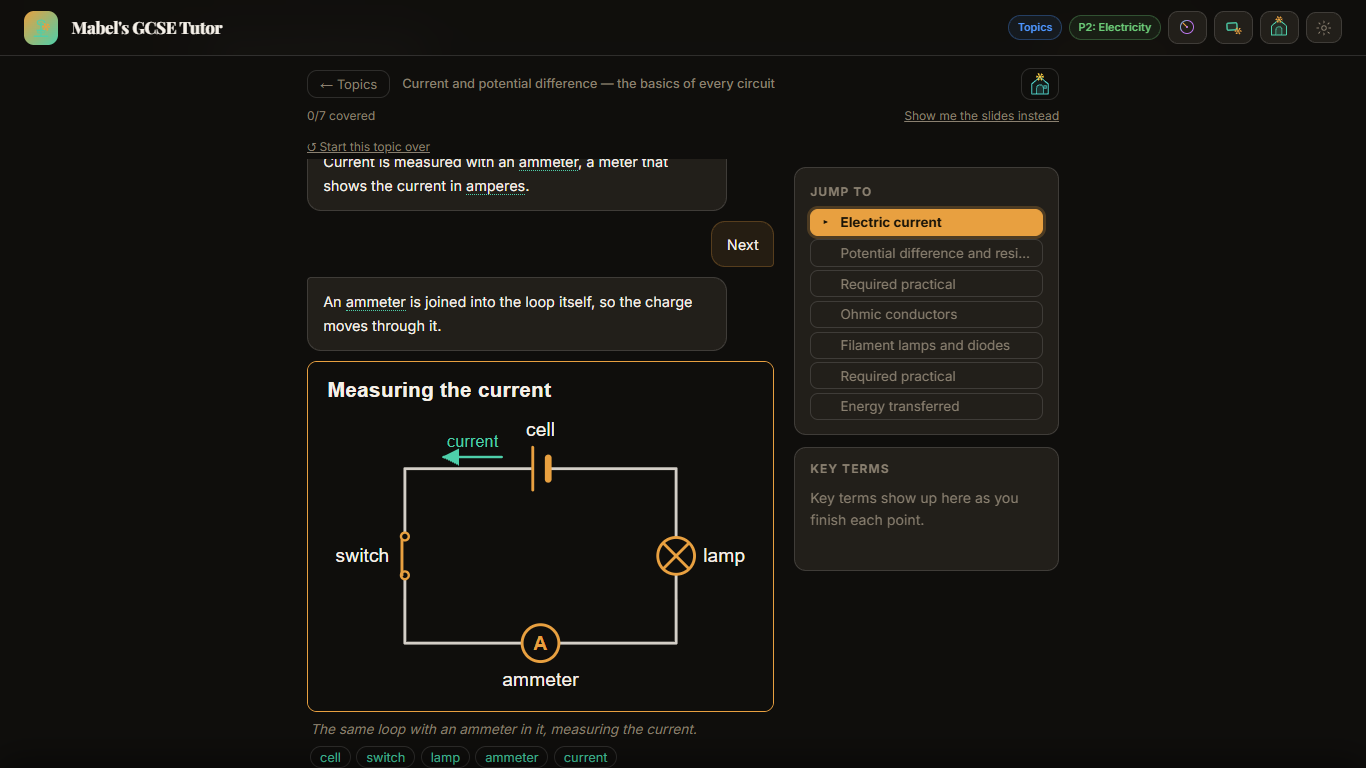 Mabel's GCSE Tutor
Topics
P2: Electricity
← Topics
Current and potential difference — the basics of every circuit
0/7 covered
Show me the slides instead
↺ Start this topic over
Current is measured with an ammeter, a meter that
shows the current in amperes.
Next
An ammeter is joined into the loop itself, so the charge
moves through it.
Measuring the current
cell
current
switch
lamp
A
ammeter
The same loop with an ammeter in it, measuring the current.
cell
switch
lamp
ammeter
current
JUMP TO
Electric current
Potential difference and resi...
Required practical
Ohmic conductors
Filament lamps and diodes
Required practical
Energy transferred
KEY TERMS
Key terms show up here as you
finish each point.